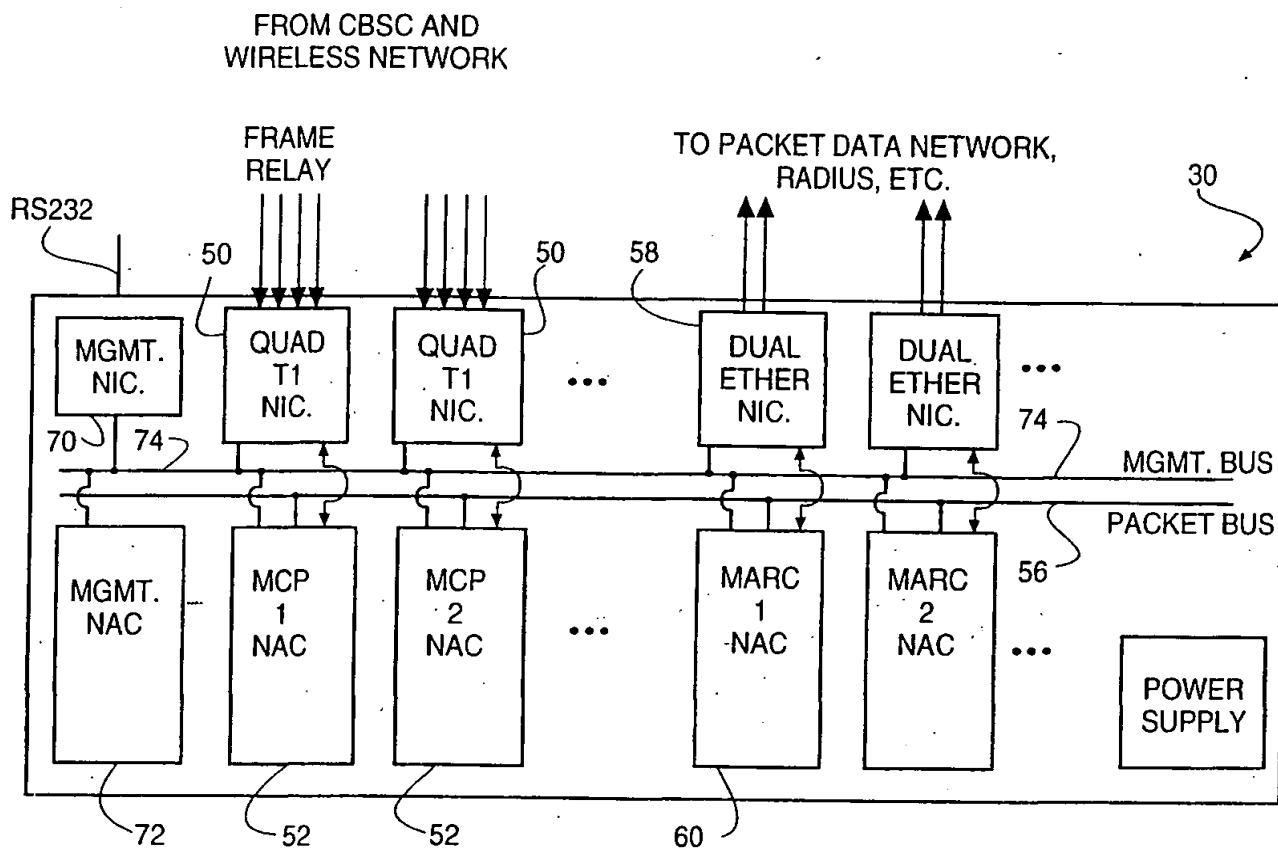 FROM CBSC AND
WIRELESS NETWORK
FRAME
RELAY
TO PACKET DATA NETWORK,
RADIUS, ETC.
30
RS232
50
50
58
MGMT.
NIC.
QUAD
T1
NIC.
QUAD
T1
NIC.
...
DUAL
ETHER
NIC.
DUAL
ETHER
NIC.
...
70
74
74
MGMT. BUS
PACKET BUS
56
MGMT.
NAC
MCP
1
NAC
MCP
2
NAC
...
MARC
1
NAC
MARC
2
NAC
...
POWER
SUPPLY
72
52
52
60